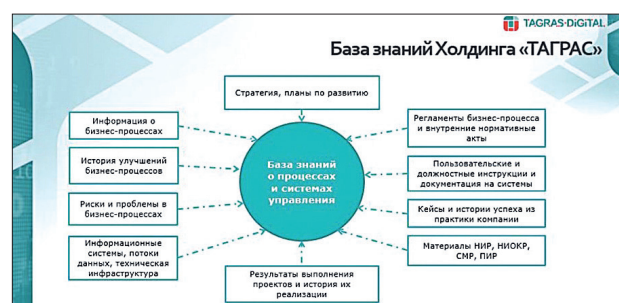 TAGRAS-DiGiTAL
База знаний Холдинга «ТАГРАС»
Стратегия, планы по развитию
Информация о
бизнес-процессах
История улучшений
бизнес-процессов
Риски и проблемы в
бизнес-процессах
Информационные
системы, потоки
данных, техническая
инфраструктура
База знаний
о процессах
и системах
управления
Регламенты бизнес-процесса
и внутренние нормативные
акты
Пользовательские и
должностные инструкции и
документация на системы
Кейсы и истории успеха из
практики компании
Материалы НИР, НИОКР,
СМР, ПИР
Результаты выполнения
проектов и история их
реализации